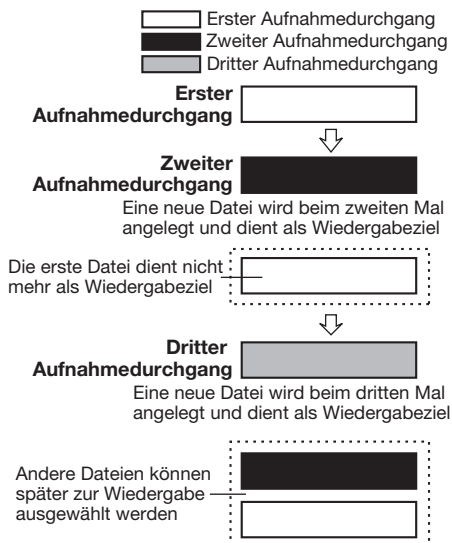 Erster Aufnahmedurchgang
Zweiter Aufnahmedurchgang
Dritter Aufnahmedurchgang
Erster
Aufnahmedurchgang
Zweiter
Aufnahmedurchgang
Eine neue Datei wird beim zweiten Mal
angelegt und dient als Wiedergabeziel
Die erste Datei dient nicht
mehr als Wiedergabeziel
Dritter
Aufnahmedurchgang
Eine neue Datei wird beim dritten Mal
angelegt und dient als Wiedergabeziel
Andere Dateien können
später zur Wiedergabe
ausgewählt werden